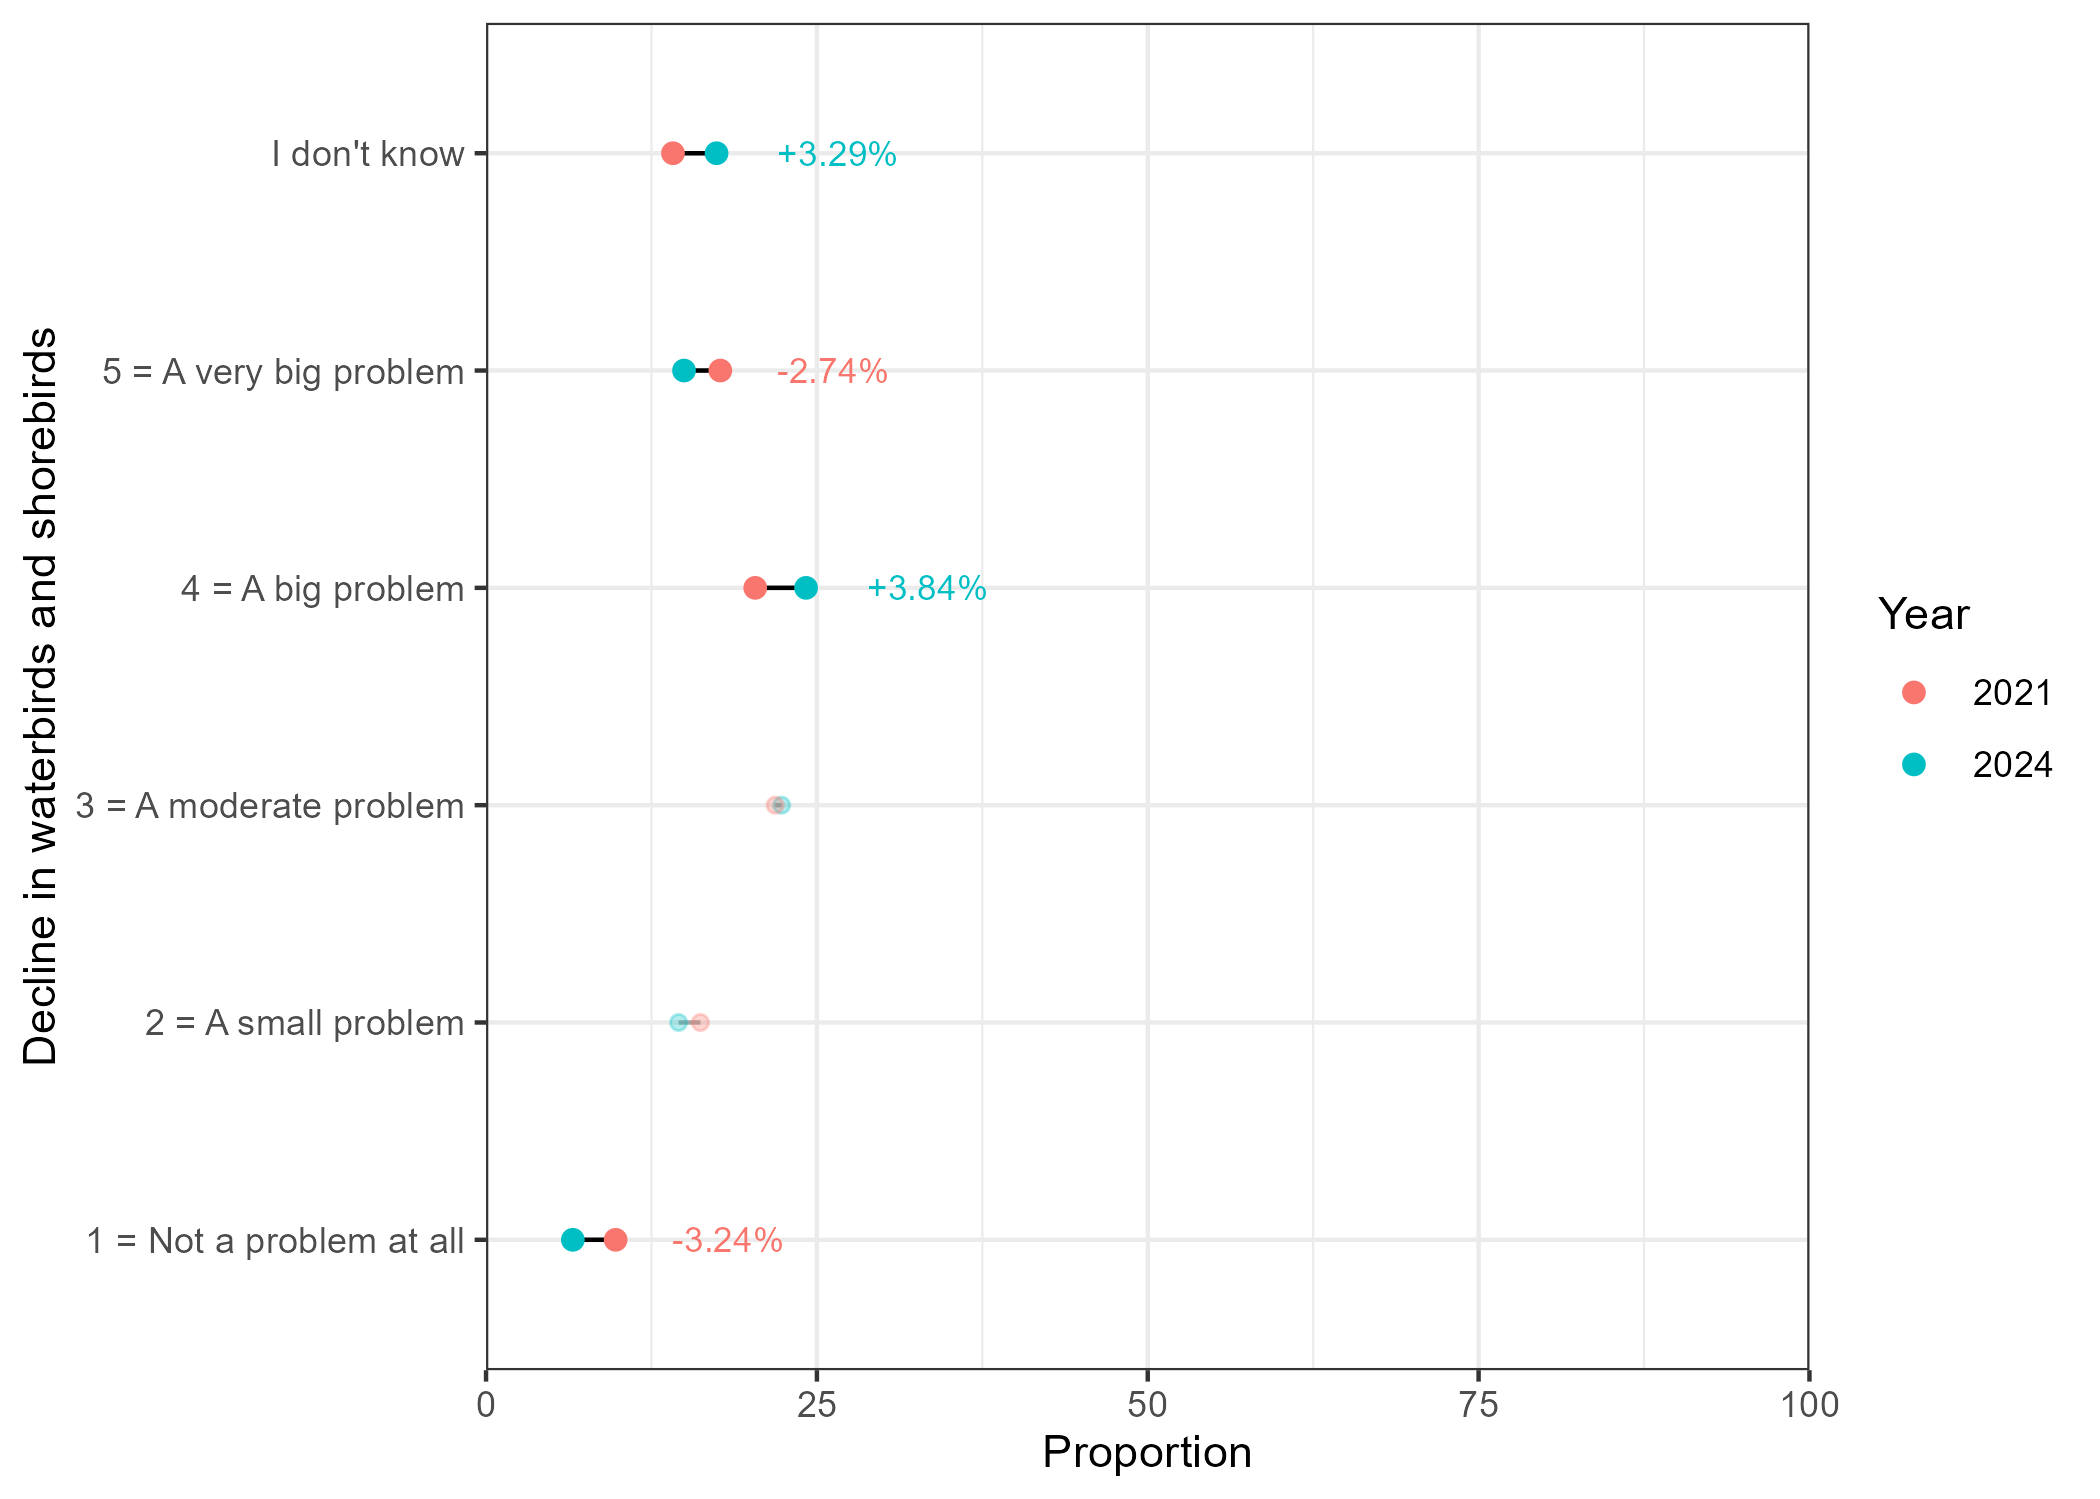 Decline in waterbirds and shorebirds
I don't know
+3.29%
5 = A very big problem
-2.74%
4 = A big problem
+3.84%
3 = A moderate problem
2 = A small problem
1 = Not a problem at all
-3.24%
0
25
50
75
100
Proportion
Year
2021
2024